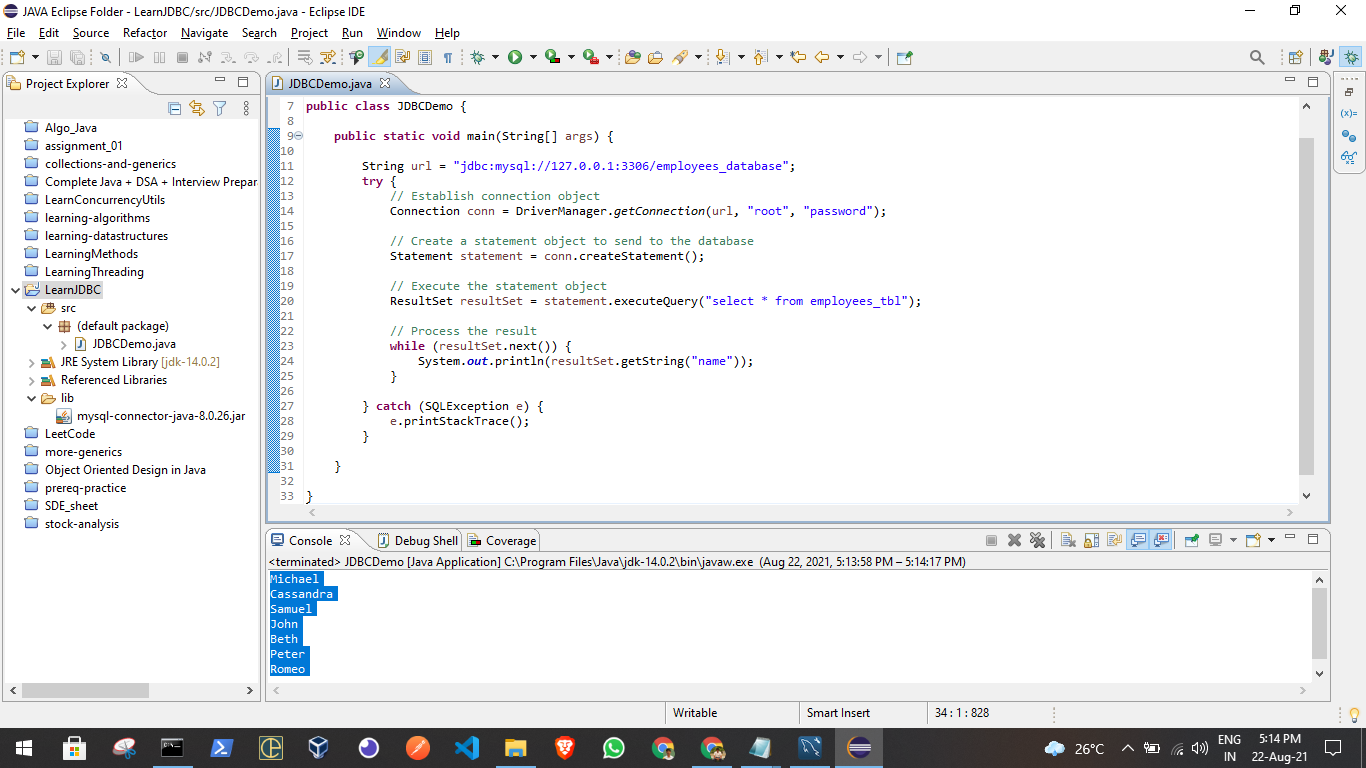 JAVA Eclipse Folder - LearnJDBC/src/JDBCDemo.java - Eclipse IDE
File Edit Source Refactor Navigate Search Project Run Window Help
Project Explorer
Algo_Java
assignment_01
collections-and-generics
Complete Java + DSA + Interview Prepar
LearnConcurrencyUtils
learning-algorithms
learning-datastructures
LearningMethods
LearningThreading
LearnJDBC
src
(default package)
JDBCDemo.java
JRE System Library [jdk-14.0.2]
Referenced Libraries
lib
mysql-connector-java-8.0.26.jar
LeetCode
more-generics
Object Oriented Design in Java
prereq-practice
SDE_sheet
stock-analysis
JDBCDemo.java
7 public class JDBCDemo {
8
9 public static void main(String[] args) {
10
11 String url = "jdbc:mysql://127.0.0.1:3306/employees_database";
12 try {
13 // Establish connection object
14 Connection conn = DriverManager.getConnection(url, "root", "password");
15
16 // Create a statement object to send to the database
17 Statement statement = conn.createStatement();
18
19 // Execute the statement object
20 ResultSet resultSet = statement.executeQuery("select * from employees_tbl");
21
22 // Process the result
23 while (resultSet.next()) {
24 System.out.println(resultSet.getString("name"));
25 }
26
27 } catch (SQLException e) {
28 e.printStackTrace();
29 }
30
31 }
32
33 }
(x)=
Console Debug Shell Coverage
<terminated> JDBCDemo [Java Application] C:\Program Files\Java\jdk-14.0.2\bin\javaw.exe (Aug 22, 2021, 5:13:58 PM – 5:14:17 PM)
Michael
Cassandra
Samuel
John
Beth
Peter
Romeo
Writable Smart Insert 34 : 1 : 828
26°C ENG 5:14 PM
IN 22-Aug-21